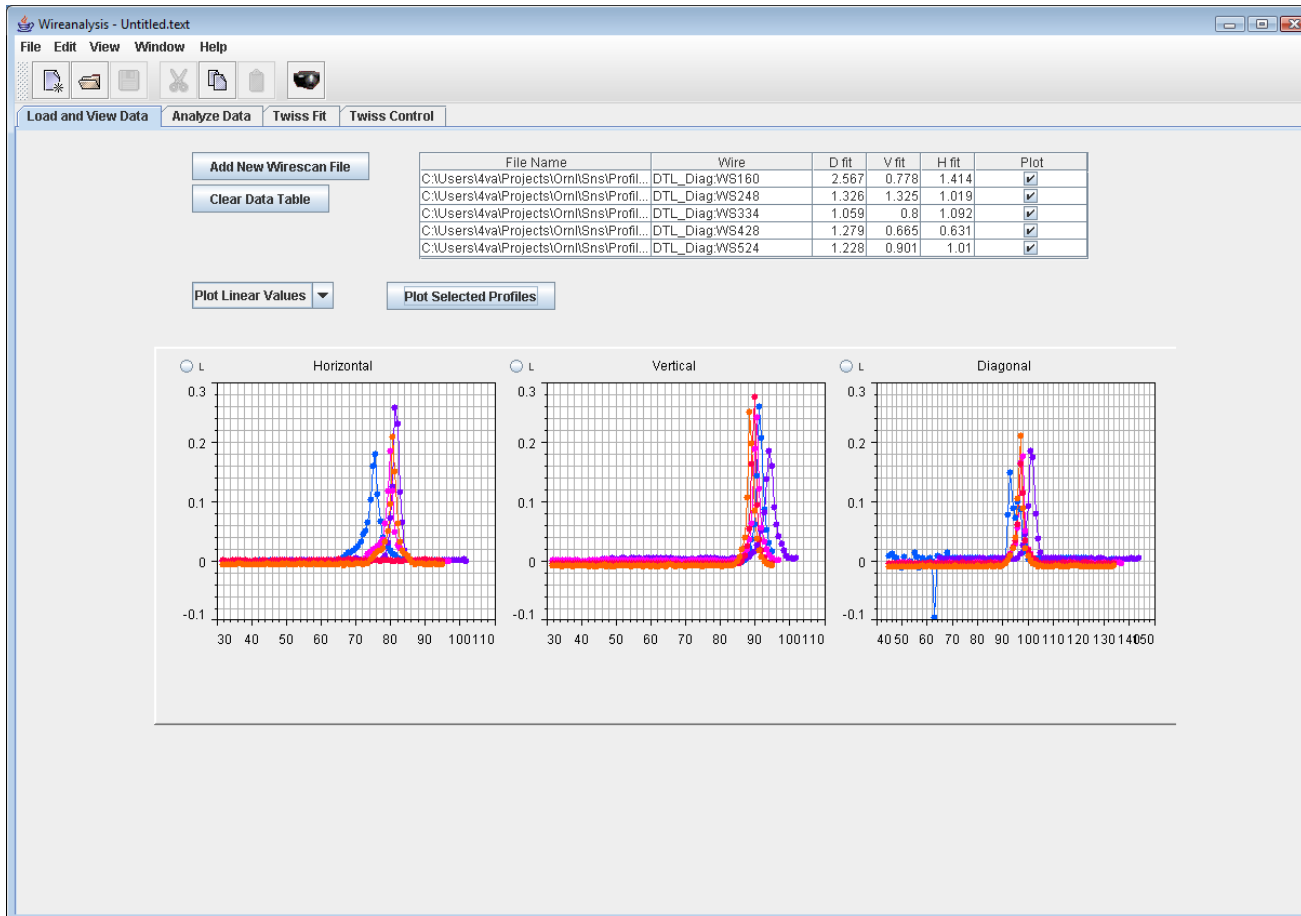 Wireanalysis - Untitled.text
File Edit View Window Help
Load and View Data Analyze Data Twiss Fit Twiss Control
Add New Wirescan File
Clear Data Table
File Name Wire D fit V fit H fit Plot
C:\Users\4va\Projects\Ornl\Sns\Profil... DTL_Diag:WS160 2.567 0.778 1.414
C:\Users\4va\Projects\Ornl\Sns\Profil... DTL_Diag:WS248 1.326 1.325 1.019
C:\Users\4va\Projects\Ornl\Sns\Profil... DTL_Diag:WS334 1.059 0.8 1.092
C:\Users\4va\Projects\Ornl\Sns\Profil... DTL_Diag:WS428 1.279 0.665 0.631
C:\Users\4va\Projects\Ornl\Sns\Profil... DTL_Diag:WS524 1.228 0.901 1.01
Plot Linear Values Plot Selected Profiles
L Horizontal L Vertical L Diagonal
0.3 0.3 0.3
0.2 0.2 0.2
0.1 0.1 0.1
0 0 0
-0.1 -0.1 -0.1
30 40 50 60 70 80 90 100 110 30 40 50 60 70 80 90 100 110 40 50 60 70 80 90 100 110 120 130 140 150